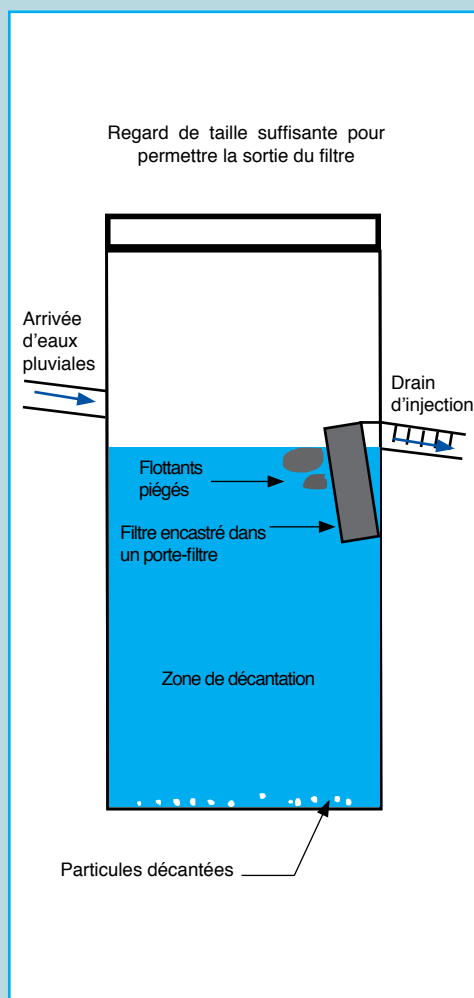 Regard de taille suffisante pour
permettre la sortie du filtre
Arrivée
d'eaux
pluviales
Drain
d'injection
Flottants
piégés
Filtre encastré dans
un porte-filtre
Zone de décantation
Particules décantées